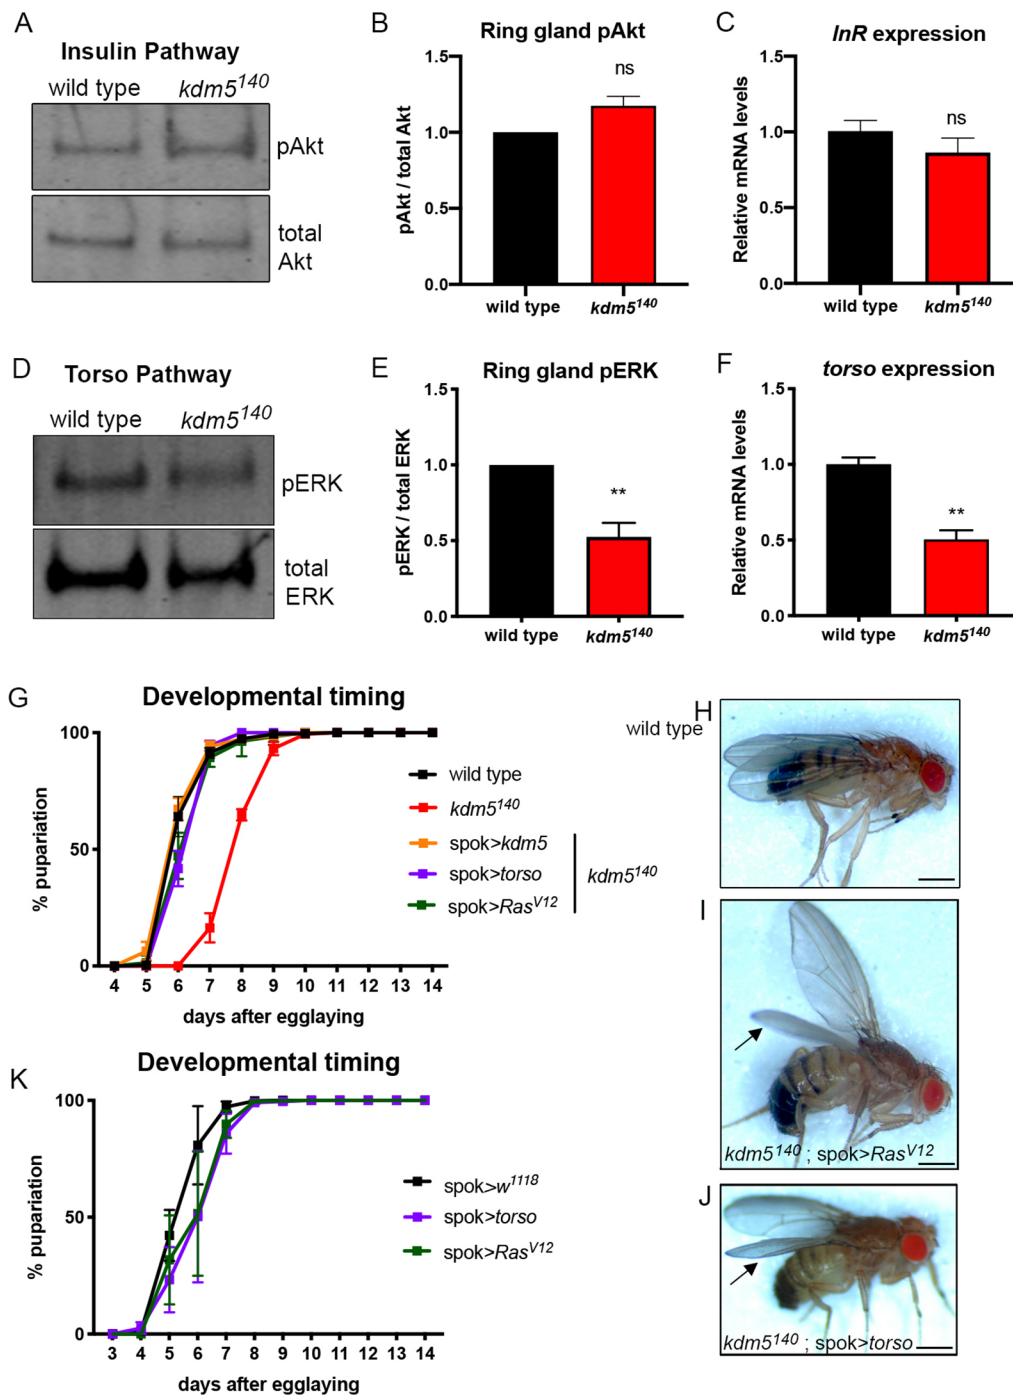 A
Insulin Pathway
wild type kdm5¹⁴⁰
pAkt
total
Akt
B
Ring gland pAkt
pAkt / total Akt
1.5
1.0
0.5
0.0
ns
wild type kdm5¹⁴⁰
C
InR expression
Relative mRNA levels
1.5
1.0
0.5
0.0
ns
wild type kdm5¹⁴⁰
D
Torso Pathway
wild type kdm5¹⁴⁰
pERK
total
ERK
E
Ring gland pERK
pERK / total ERK
1.5
1.0
0.5
0.0
**
wild type kdm5¹⁴⁰
F
torso expression
Relative mRNA levels
1.5
1.0
0.5
0.0
**
wild type kdm5¹⁴⁰
G
Developmental timing
% pupariation
100
50
0
4 5 6 7 8 9 10 11 12 13 14
days after egglaying
wild type
kdm5¹⁴⁰
spok>kdm5
spok>torso
spok>Rasⱽ¹²
kdm5¹⁴⁰
H
wild type
I
kdm5¹⁴⁰ ; spok>Rasⱽ¹²
J
kdm5¹⁴⁰ ; spok>torso
K
Developmental timing
% pupariation
100
50
0
3 4 5 6 7 8 9 10 11 12 13 14
days after egglaying
spok>w¹¹¹⁸
spok>torso
spok>Rasⱽ¹²